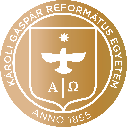 KÁROLI GÁSPÁR REFORMÁTUS EGYETEM
Α Ω
ANNO 1855